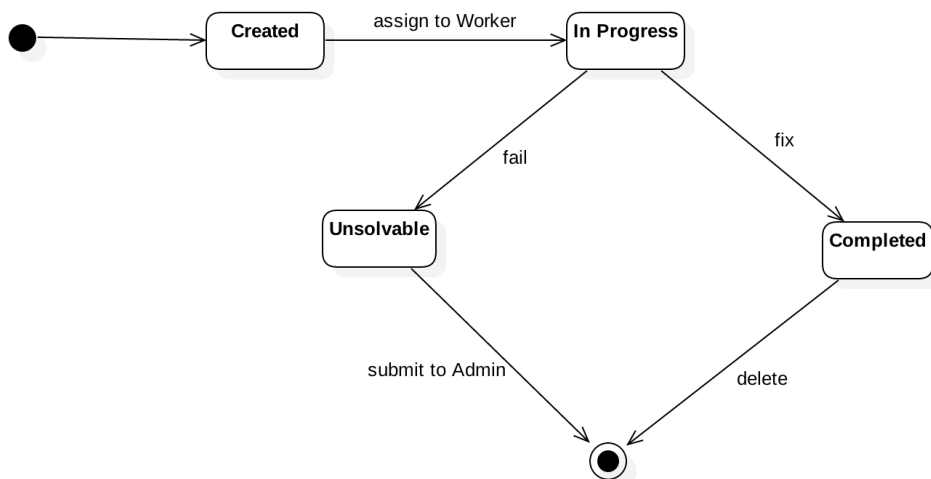 assign to Worker
Created
In Progress
fix
fail
Unsolvable
Completed
submit to Admin
delete